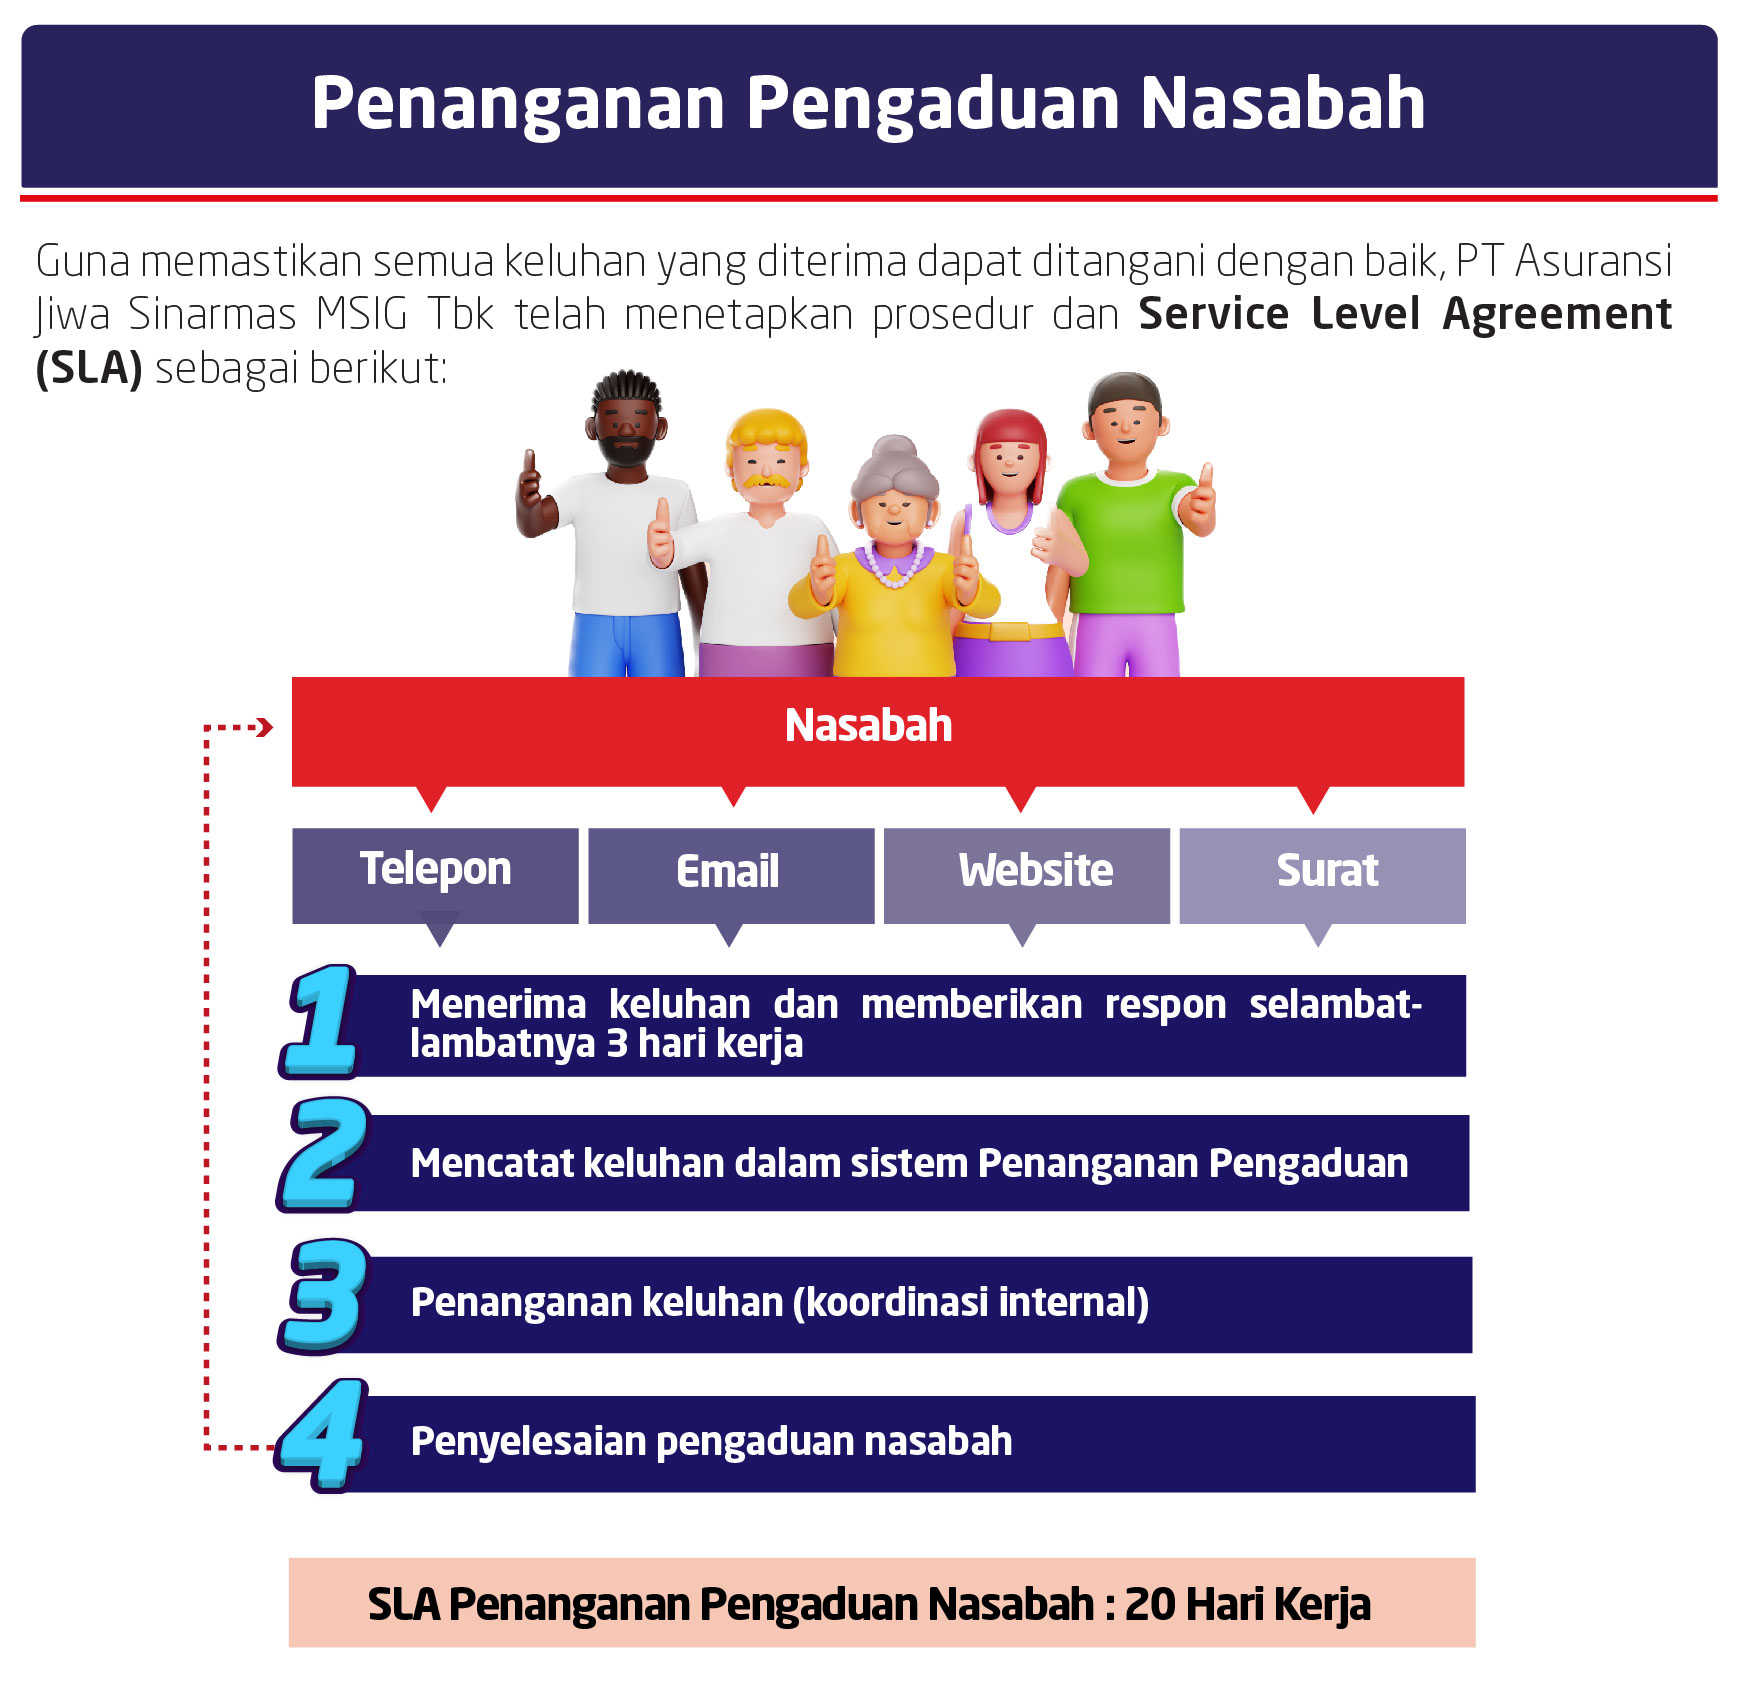 Penanganan Pengaduan Nasabah
Guna memastikan semua keluhan yang diterima dapat ditangani dengan baik, PT Asuransi
Jiwa Sinarmas MSIG Tbk telah menetapkan prosedur dan Service Level Agreement
(SLA) sebagai berikut:
Nasabah
Telepon
Email
Website
Surat
1
Menerima keluhan dan memberikan respon selambat-
lambatnya 3 hari kerja
2
Mencatat keluhan dalam sistem Penanganan Pengaduan
3
Penanganan keluhan (koordinasi internal)
4
Penyelesaian pengaduan nasabah
SLA Penanganan Pengaduan Nasabah : 20 Hari Kerja